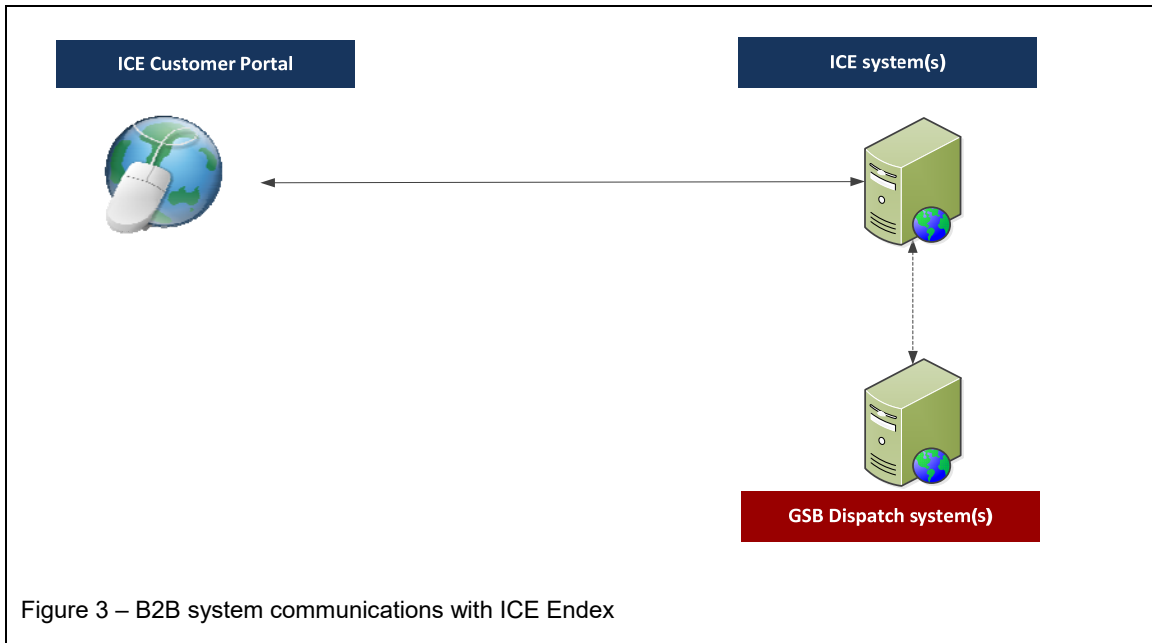 ICE Customer Portal
ICE system(s)
GSB Dispatch system(s)
Figure 3 – B2B system communications with ICE Endex